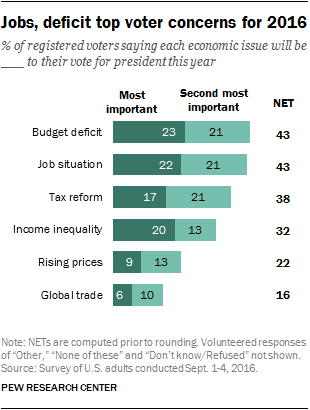 Jobs, deficit top voter concerns for 2016
% of registered voters saying each economic issue will be
___ to their vote for president this year
Most important Second most important NET
Budget deficit 23 21 43
Job situation 22 21 43
Tax reform 17 21 38
Income inequality 20 13 32
Rising prices 9 13 22
Global trade 6 10 16
Note: NETs are computed prior to rounding. Volunteered responses
of “Other,” “None of these” and “Don’t know/Refused” not shown.
Source: Survey of U.S. adults conducted Sept. 1-4, 2016.
PEW RESEARCH CENTER